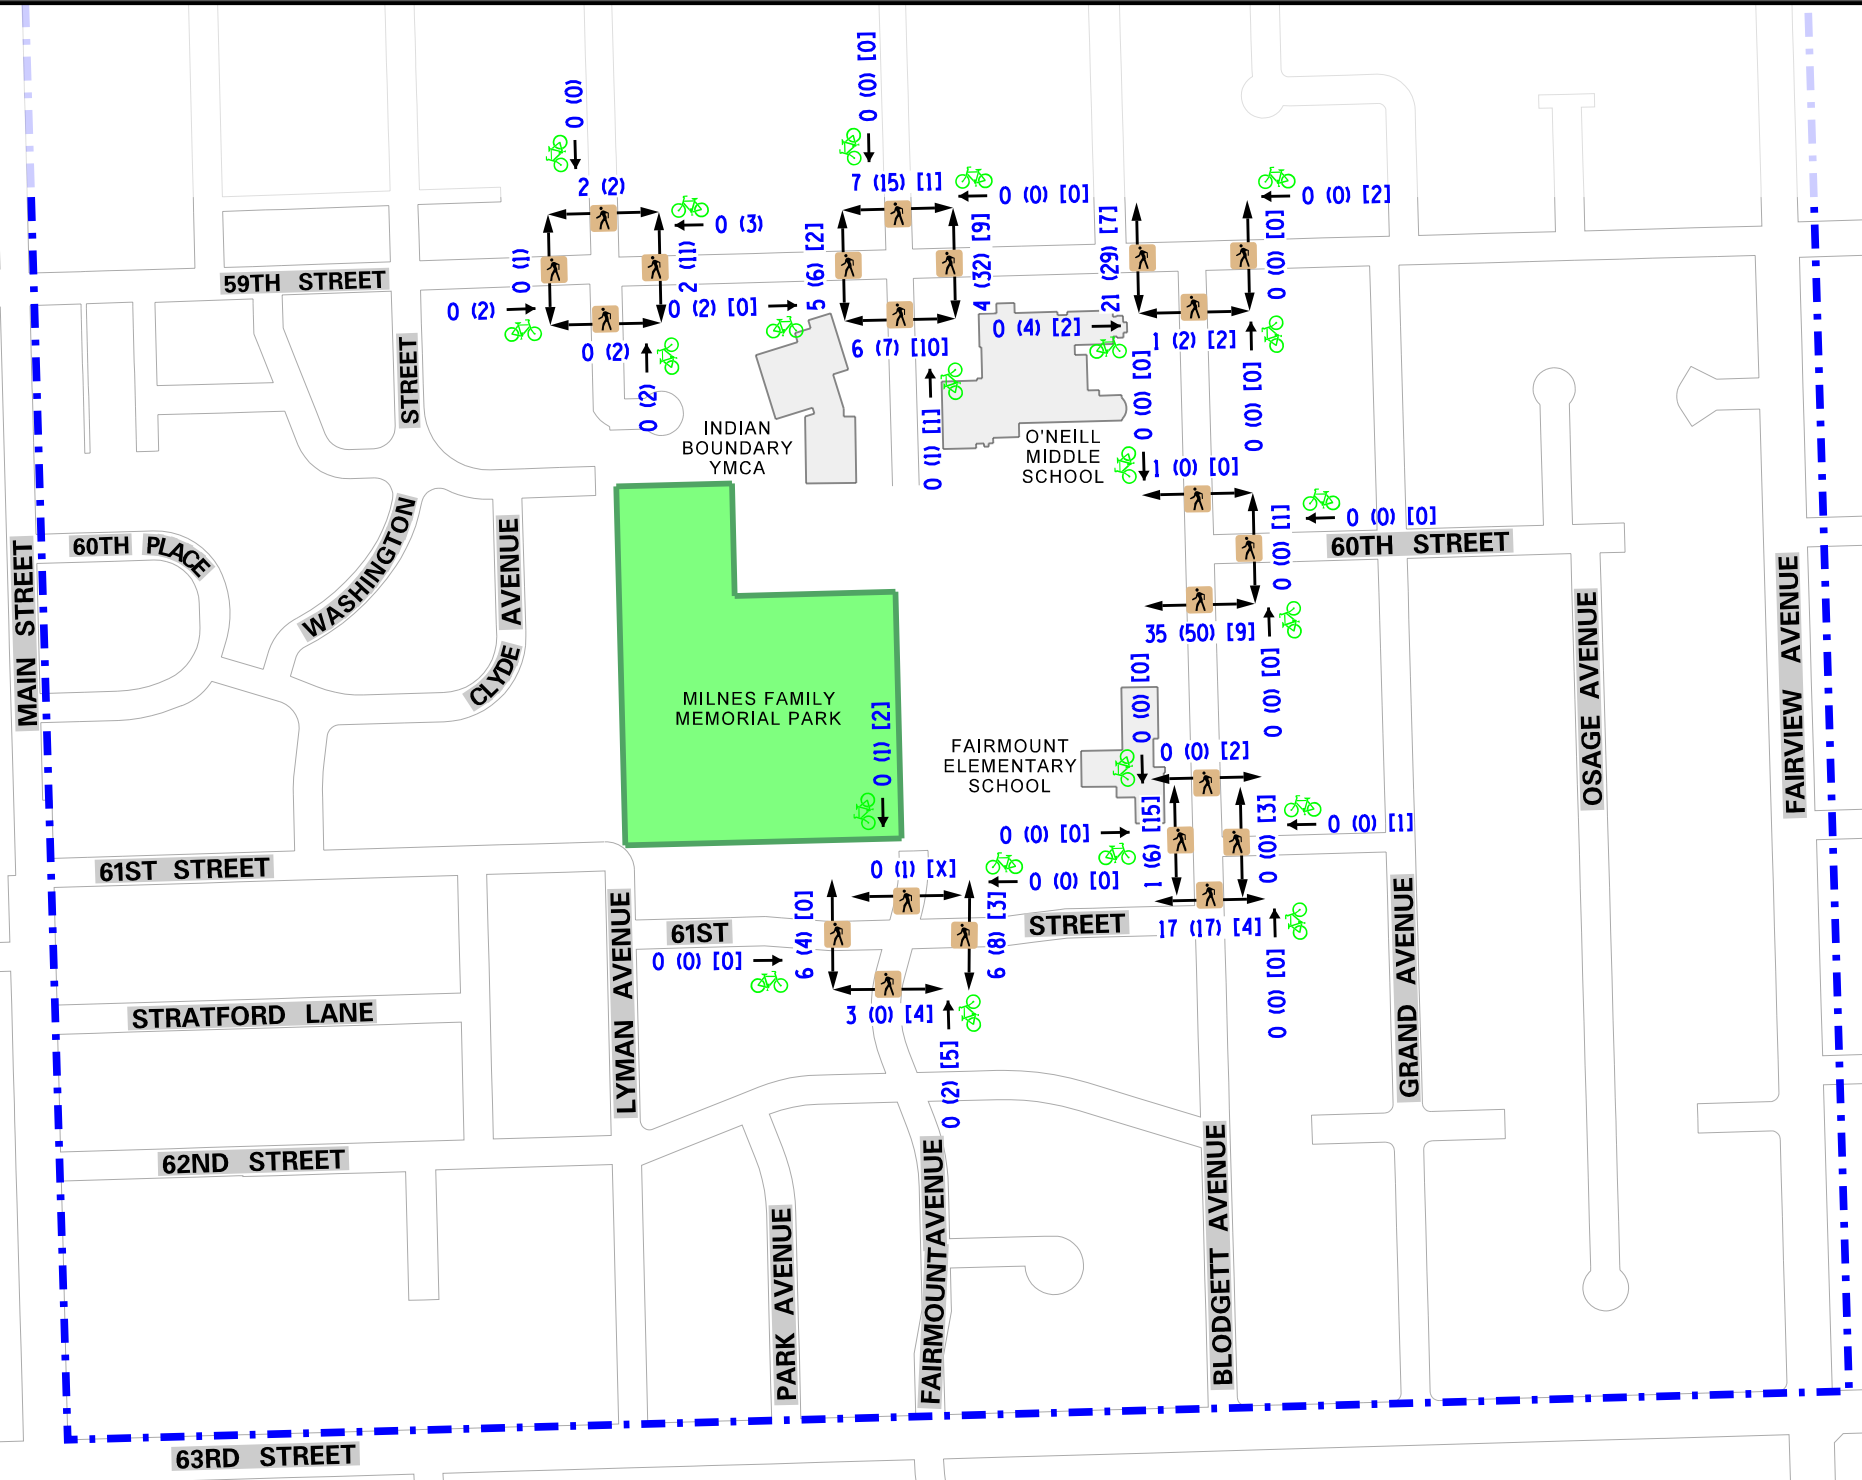 0 (0)
0 (0) [0]
2 (2)
7 (15) [1]
0 (0) [0]
0 (0) [2]
0 (3)
0 (1)
2 (11)
5 (6) [2]
4 (32) [9]
21 (29) [7]
0 (0) [0]
59TH STREET
0 (2)
0 (2) [0]
0 (4) [2]
1 (2) [2]
0 (2)
6 (7) [10]
0 (2)
0 (1) [1]
0 (0) [0]
0 (0) [0]
STREET
INDIAN
BOUNDARY
YMCA
O'NEILL
MIDDLE
SCHOOL
1 (0) [0]
0 (0) [0]
0 (0) [1]
60TH STREET
60TH PLACE
WASHINGTON
CLYDE AVENUE
MAIN STREET
35 (50) [9]
0 (0) [0]
0 (0) [0]
OSAGE AVENUE
FAIRVIEW AVENUE
MILNES FAMILY
MEMORIAL PARK
0 (1) [2]
FAIRMOUNT
ELEMENTARY
SCHOOL
0 (0) [2]
0 (0) [0]
1 (6) [15]
0 (0) [3]
0 (0) [1]
61ST STREET
0 (1) [X]
0 (0) [0]
6 (4) [0]
6 (8) [3]
61ST
STREET
17 (17) [4]
0 (0) [0]
0 (0) [0]
3 (0) [4]
0 (2) [5]
LYMAN AVENUE
GRAND AVENUE
STRATFORD LANE
62ND STREET
PARK AVENUE
FAIRMOUNT AVENUE
BLODGETT AVENUE
63RD STREET